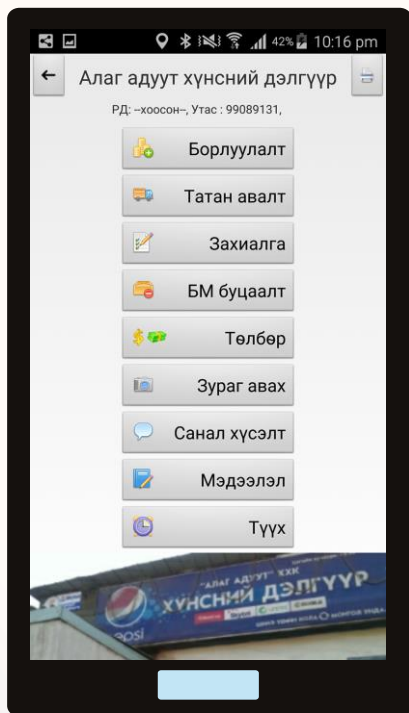 42% 10:16 pm
Алаг адуут хүнсний дэлгүүр
РД: --хоосон--, Утас : 99089131,
Борлуулалт
Татан авалт
Захиалга
БМ буцаалт
Төлбөр
Зураг авах
Санал хүсэлт
Мэдээлэл
Түүх
"АЛАГ АДУУТ" ХХК
ХҮНСНИЙ ДЭЛГҮҮР
epsi